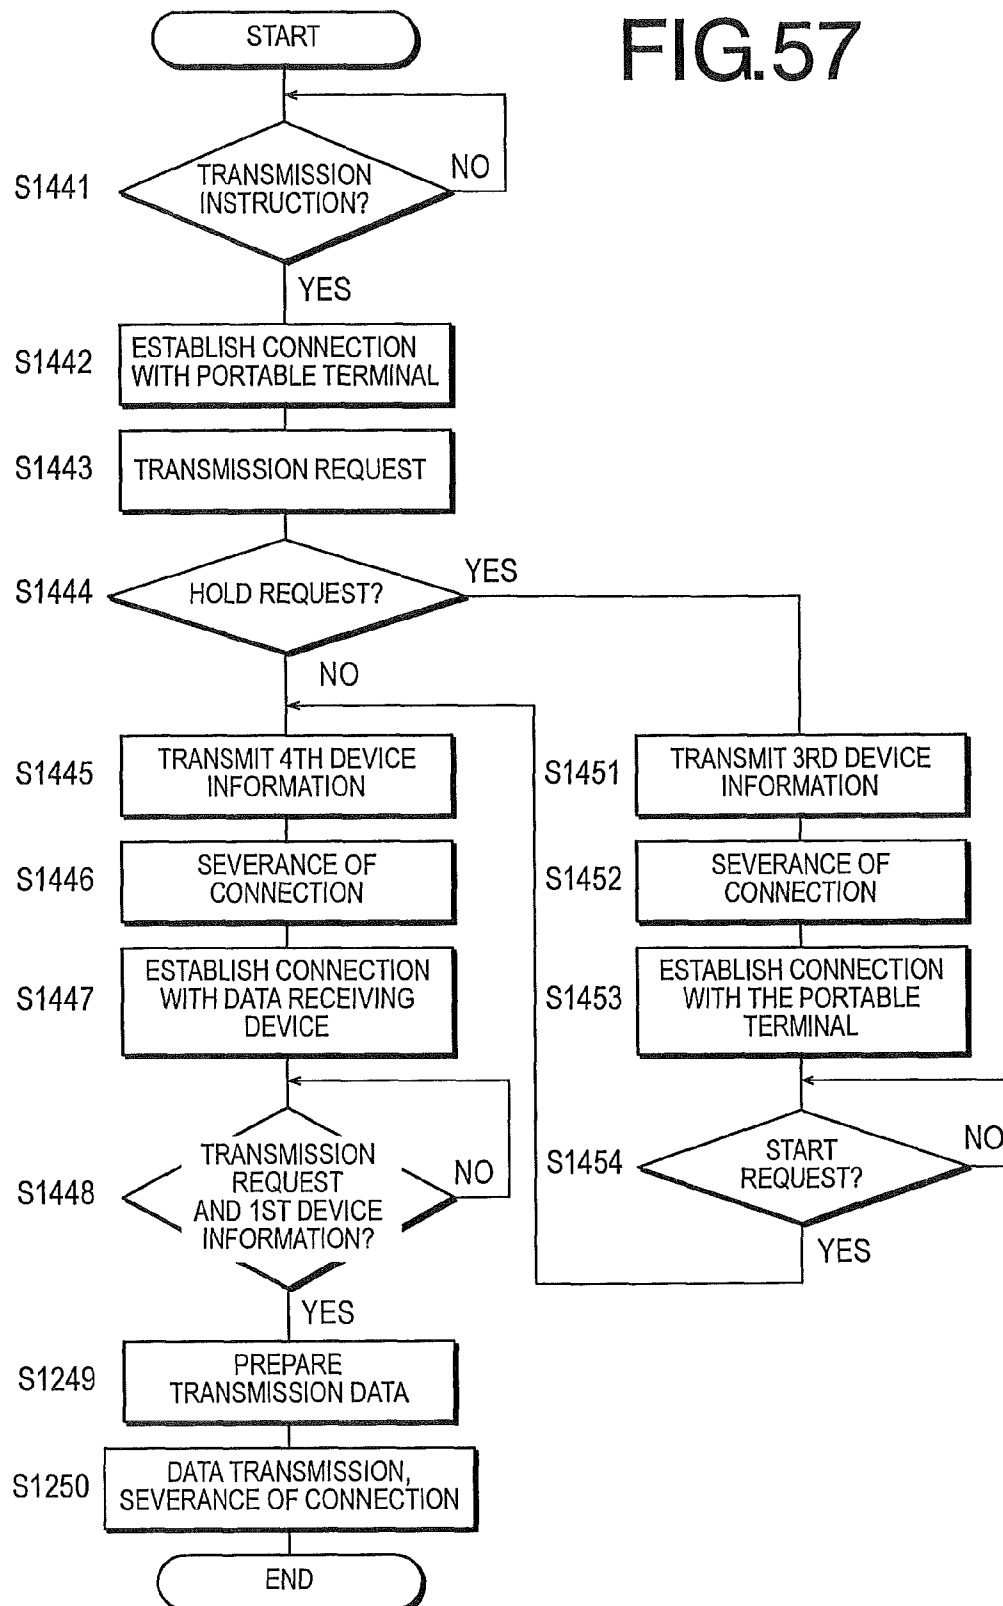 FIG.57
START
S1441
TRANSMISSION
INSTRUCTION?
NO
YES
S1442
ESTABLISH CONNECTION
WITH PORTABLE TERMINAL
S1443
TRANSMISSION REQUEST
S1444
HOLD REQUEST?
YES
NO
S1445
TRANSMIT 4TH DEVICE
INFORMATION
S1446
SEVERANCE OF
CONNECTION
S1447
ESTABLISH CONNECTION
WITH DATA RECEIVING
DEVICE
S1448
TRANSMISSION
REQUEST
AND 1ST DEVICE
INFORMATION?
NO
YES
S1249
PREPARE
TRANSMISSION DATA
S1250
DATA TRANSMISSION,
SEVERANCE OF CONNECTION
END
S1451
TRANSMIT 3RD DEVICE
INFORMATION
S1452
SEVERANCE OF
CONNECTION
S1453
ESTABLISH CONNECTION
WITH THE PORTABLE
TERMINAL
S1454
START
REQUEST?
NO
YES